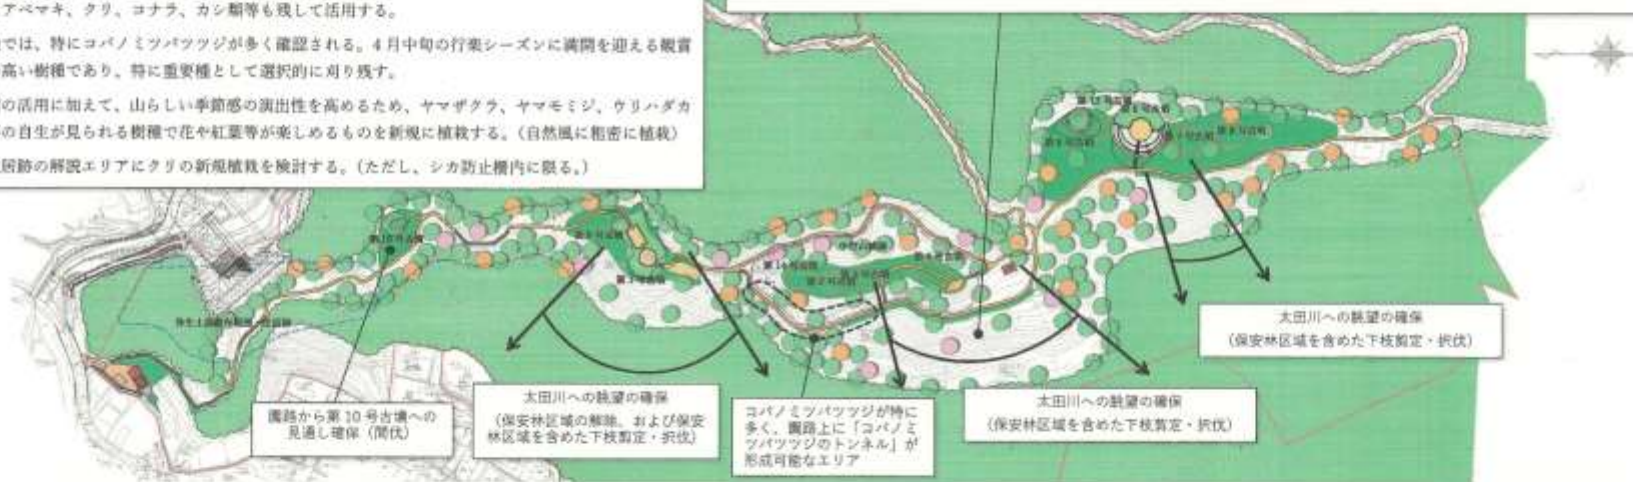 アベマキ、クリ、コナラ、カシ類等も残して活用する。
では、特にコバノミツバツツジが多く確認される。4月中旬の行楽シーズンに満開を迎える観賞
高い樹種であり、特に重要種として選択的に刈り残す。
の活用に加えて、山らしい季節感の演出性を高めるため、ヤマザクラ、ヤマモミジ、ウリハダカ
の自生が見られる樹種で花や紅葉等が楽しめるものを新規に植栽する。（自然風に粗密に植栽）
居跡の解説エリアにクリの新規植栽を検討する。（ただし、シカ防止柵内に限る。）
太田川への眺望の確保
（保安林区域を含めた下枝剪定・択伐）
園路から第10号古墳への
見通し確保（間伐）
太田川への眺望の確保
（保安林区域の解除、および保安
林区域を含めた下枝剪定・択伐）
コバノミツバツツジが特に
多く、園路上に「コバノミ
ツバツツジのトンネル」が
形成可能なエリア
太田川への眺望の確保
（保安林区域を含めた下枝剪定・択伐）